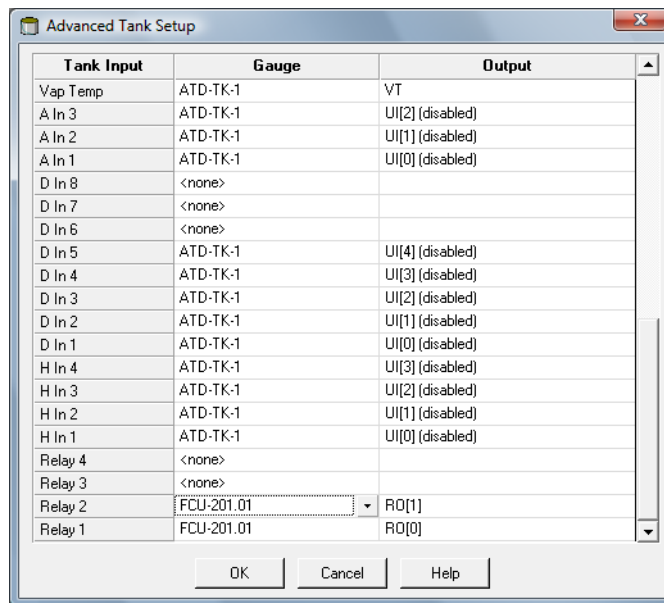 Advanced Tank Setup
Tank Input Gauge Output
Vap Temp ATD-TK-1 VT
A In 3 ATD-TK-1 UI[2] (disabled)
A In 2 ATD-TK-1 UI[1] (disabled)
A In 1 ATD-TK-1 UI[0] (disabled)
D In 8 <none>
D In 7 <none>
D In 6 <none>
D In 5 ATD-TK-1 UI[4] (disabled)
D In 4 ATD-TK-1 UI[3] (disabled)
D In 3 ATD-TK-1 UI[2] (disabled)
D In 2 ATD-TK-1 UI[1] (disabled)
D In 1 ATD-TK-1 UI[0] (disabled)
H In 4 ATD-TK-1 UI[3] (disabled)
H In 3 ATD-TK-1 UI[2] (disabled)
H In 2 ATD-TK-1 UI[1] (disabled)
H In 1 ATD-TK-1 UI[0] (disabled)
Relay 4 <none>
Relay 3 <none>
Relay 2 FCU-201.01 RO[1]
Relay 1 FCU-201.01 RO[0]
OK Cancel Help